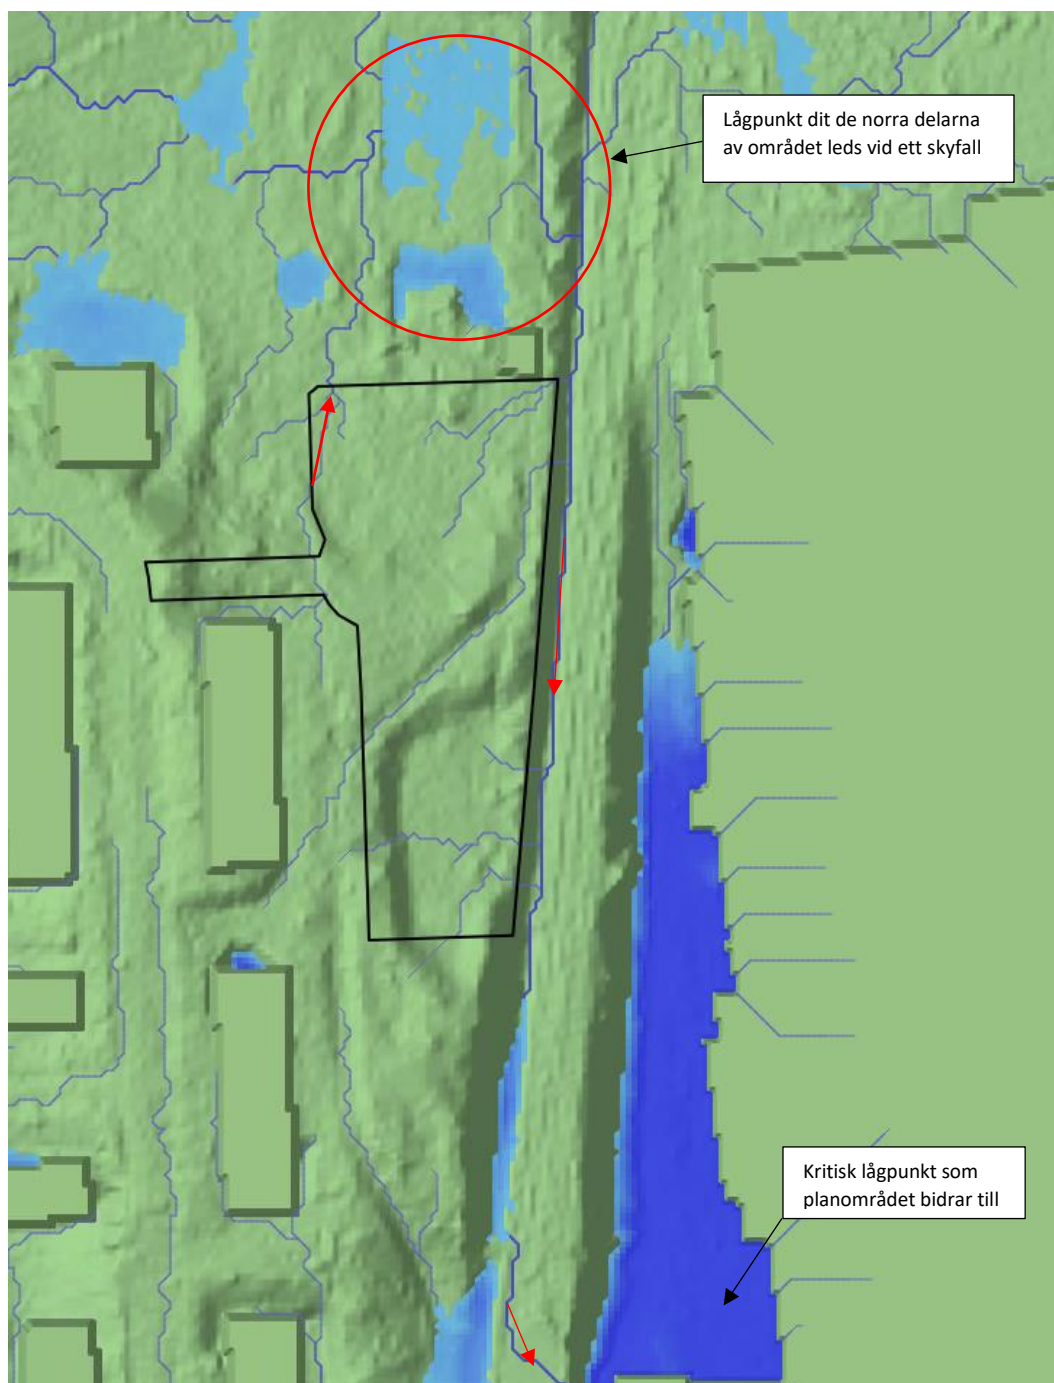 Lågpunkt dit de norra delarna
av området leds vid ett skyfall
Kritisk lågpunkt som
planområdet bidrar till